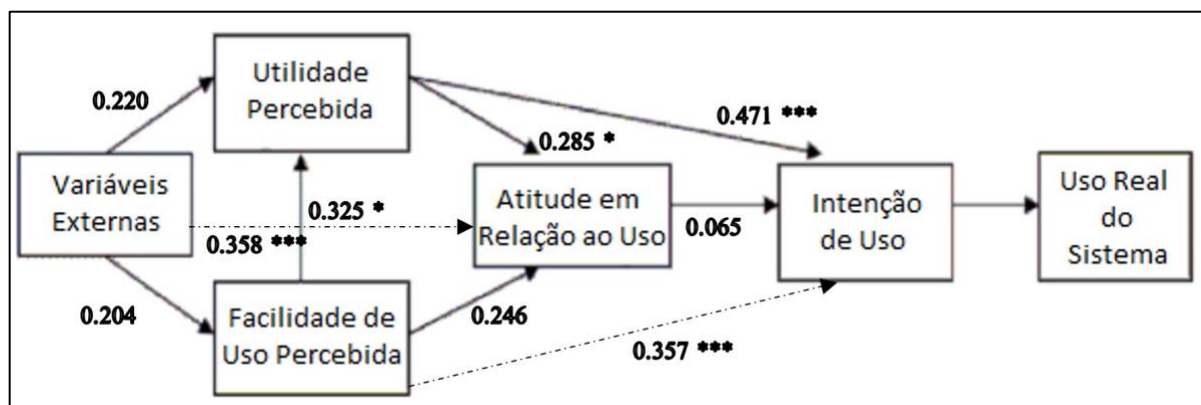 Utilidade
Percebida
0.220
0.471 ***
0.285 *
Variáveis
Externas
Atitude em
Relação ao Uso
Intenção
de Uso
Uso Real
do
Sistema
0.325 *
0.065
0.358 ***
0.204
Facilidade de
Uso Percebida
0.246
0.357 ***